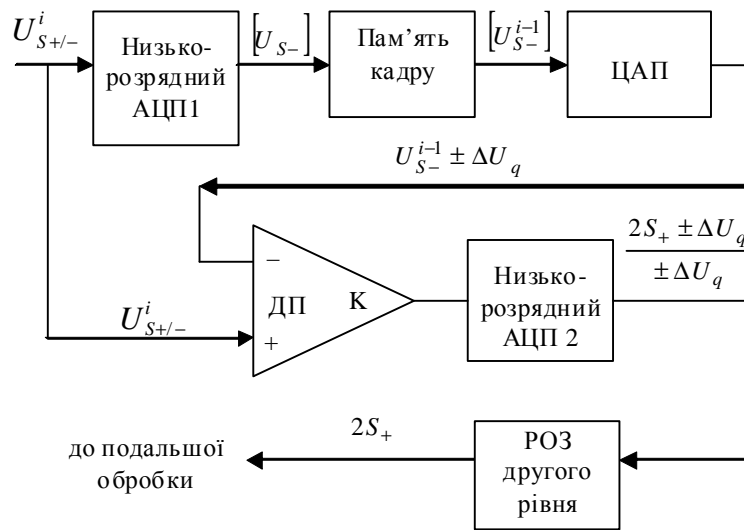 U^i_{S+/-}
Низько-
розрядний
АЦП1
[U_{S-}]
Пам’ять
кадру
[U^{i-1}_{S-}]
ЦАП
U^{i-1}_{S-} ± ΔU_q
−
ДП K
+
U^i_{S+/-}
Низько-
розрядний
АЦП 2
2S_+ ± ΔU_q
± ΔU_q
до подальшої
обробки
2S_+
РОЗ
другого
рівня